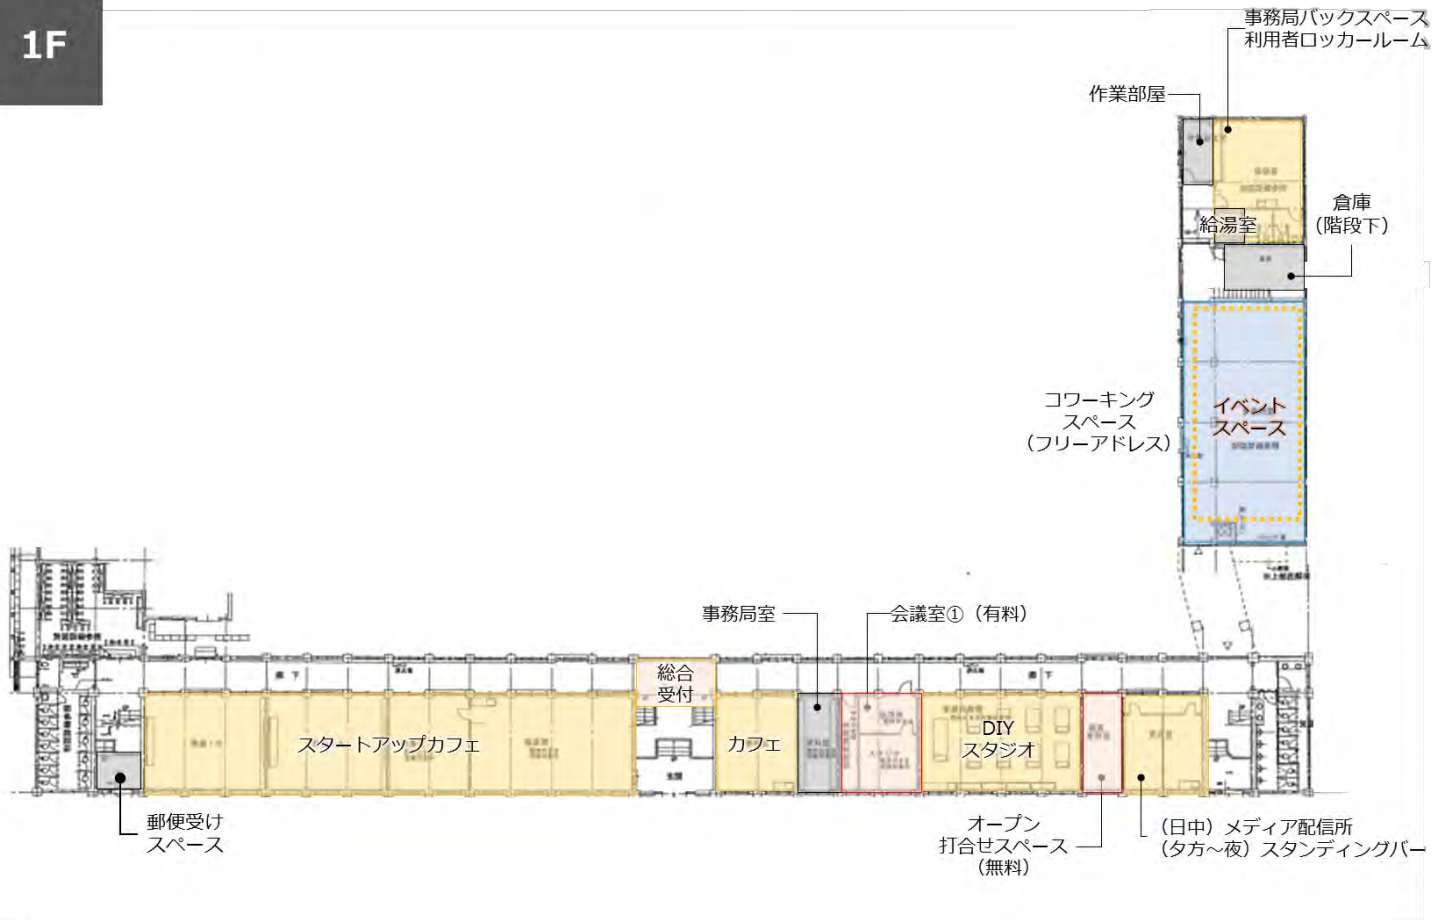 1F
事務局バックスペース
利用者ロッカールーム
作業部屋
倉庫
（階段下）
給湯室
コワーキング
スペース
（フリーアドレス）
イベント
スペース
事務局室
会議室①（有料）
総合
受付
廊 下
廊 下
スタートアップカフェ
カフェ
DIY
スタジオ
玄関
郵便受け
スペース
オープン
打合せスペース
（無料）
（日中）メディア配信所
（夕方～夜）スタンディングバー